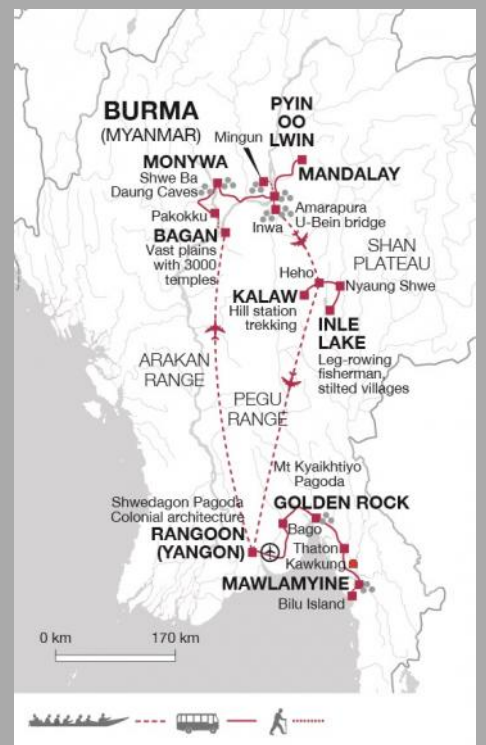 BURMA
(MYANMAR)
PYIN
OO
LWIN
Mingun
MONYWA
Shwe Ba
Daung Caves
MANDALAY
Pakokku
Amarapura
U-Bein bridge
Inwa
BAGAN
Vast plains
with 3000
temples
SHAN
PLATEAU
Heho
Nyaung Shwe
KALAW
Hill station
trekking
INLE
LAKE
Leg-rowing
fisherman,
stilted villages
ARAKAN
RANGE
PEGU
RANGE
Mt Kyaikhtiyo
Pagoda
Shwedagon Pagoda
Colonial architecture
GOLDEN ROCK
RANGOON
(YANGON)
Bago
Thaton
Kawkung
MAWLAMYINE
Bilu Island
0 km 170 km